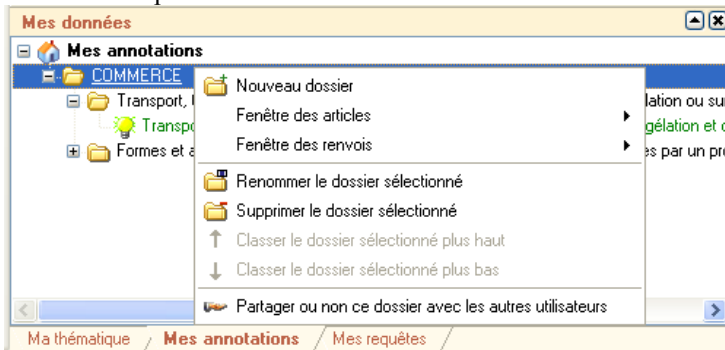 Mes données
Mes annotations
COMMERCE
Nouveau dossier
Transport,
lation ou su
Fenêtre des articles
Transpo
gélation et c
Fenêtre des renvois
Formes et a
es par un pr
Renommer le dossier sélectionné
Supprimer le dossier sélectionné
Classer le dossier sélectionné plus haut
Classer le dossier sélectionné plus bas
Partager ou non ce dossier avec les autres utilisateurs
Ma thématique / Mes annotations / Mes requêtes /